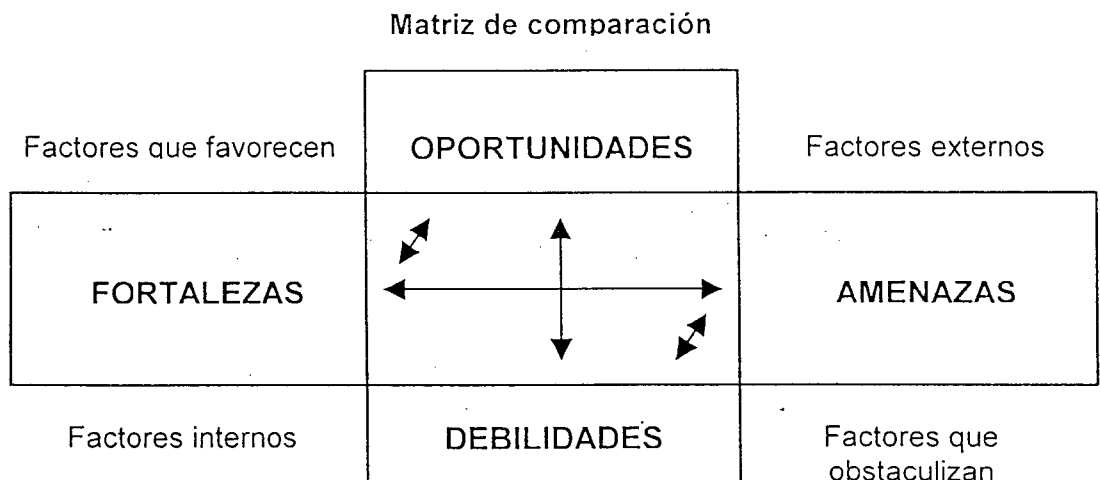 Matriz de comparación
Factores que favorecen
OPORTUNIDADES
Factores externos
FORTALEZAS
AMENAZAS
Factores internos
DEBILIDADES
Factores que
obstaculizan